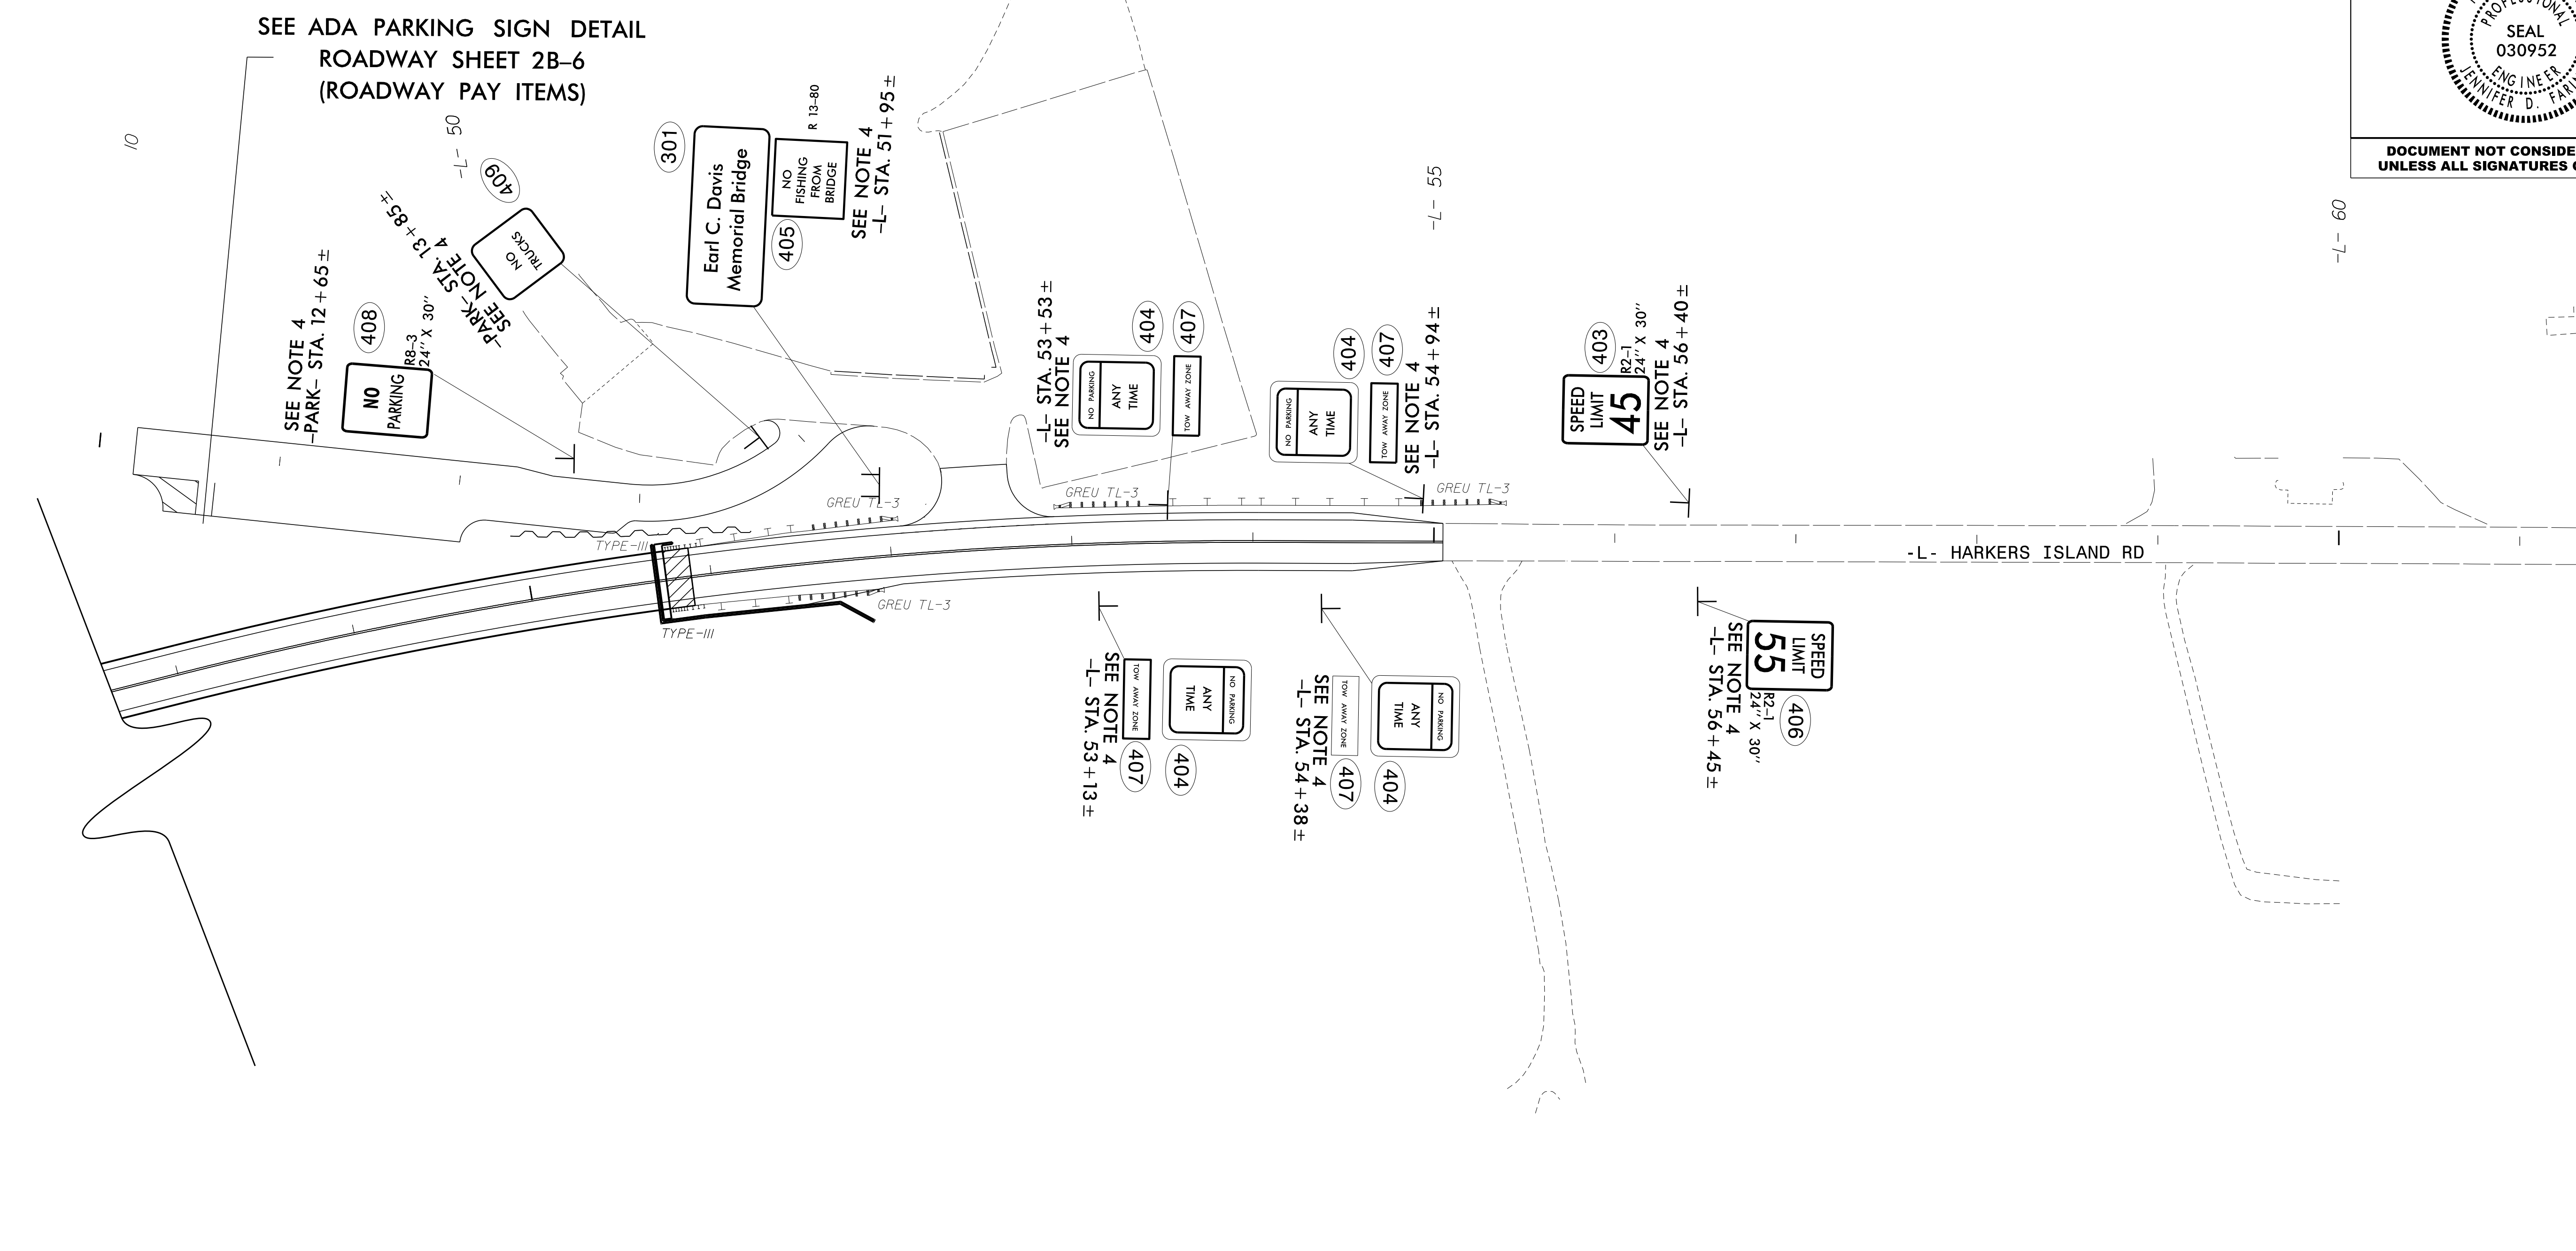 SEE ADA PARKING SIGN DETAIL
ROADWAY SHEET 2B–6
(ROADWAY PAY ITEMS)
10
-L- 50
SEE NOTE 4
–PARK– STA. 12+65±
408
R8–3
24" X 30"
NO
PARKING
–PARK– STA. 13+85±
SEE NOTE 4
409
NO
TRUCKS
301
Earl C. Davis
Memorial Bridge
R 13–80
NO
FISHING
FROM
BRIDGE
405
SEE NOTE 4
–L– STA. 51+95±
–L– STA. 53+53±
SEE NOTE 4
404
407
NO PARKING
ANY
TIME
TOW AWAY ZONE
-L- 55
404
407
NO PARKING
ANY
TIME
TOW AWAY ZONE
SEE NOTE 4
–L– STA. 54+94±
403
R2–1
24" X 30"
SPEED
LIMIT
45
SEE NOTE 4
–L– STA. 56+40±
-L- 60
PROFESSIONAL
SEAL
030952
ENGINEER
JENNIFER D.
DOCUMENT NOT
UNLESS ALL SIGNATURES
GREU TL-3
GREU TL-3
GREU TL-3
TYPE-III
GREU TL-3
TYPE-III
-L- HARKERS ISLAND RD
SEE NOTE 4
–L– STA. 53+13±
TOW AWAY ZONE
407
NO PARKING
ANY
TIME
404
SEE NOTE 4
–L– STA. 54+38±
TOW AWAY ZONE
407
NO PARKING
ANY
TIME
404
SPEED
LIMIT
55
R2–1
24" X 30"
406
SEE NOTE 4
–L– STA. 56+45±